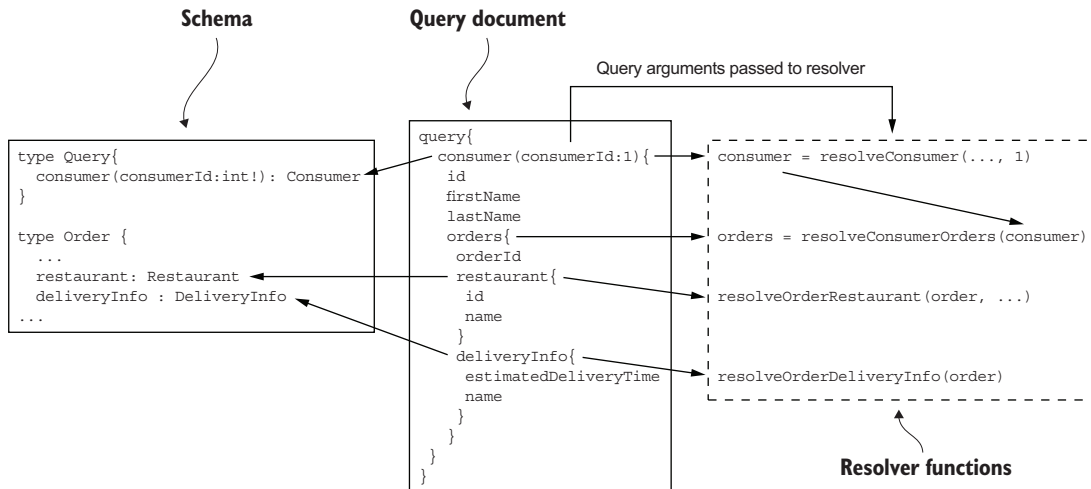 Schema
Query document
Query arguments passed to resolver
type Query{
consumer(consumerId:int!): Consumer
}
type Order {
...
restaurant: Restaurant
deliveryInfo : DeliveryInfo
...
query{
consumer(consumerId:1){
id
firstName
lastName
orders{
orderId
restaurant{
id
name
}
deliveryInfo{
estimatedDeliveryTime
name
}
}
}
}
consumer = resolveConsumer(..., 1)
orders = resolveConsumerOrders(consumer)
resolveOrderRestaurant(order, ...)
resolveOrderDeliveryInfo(order)
Resolver functions